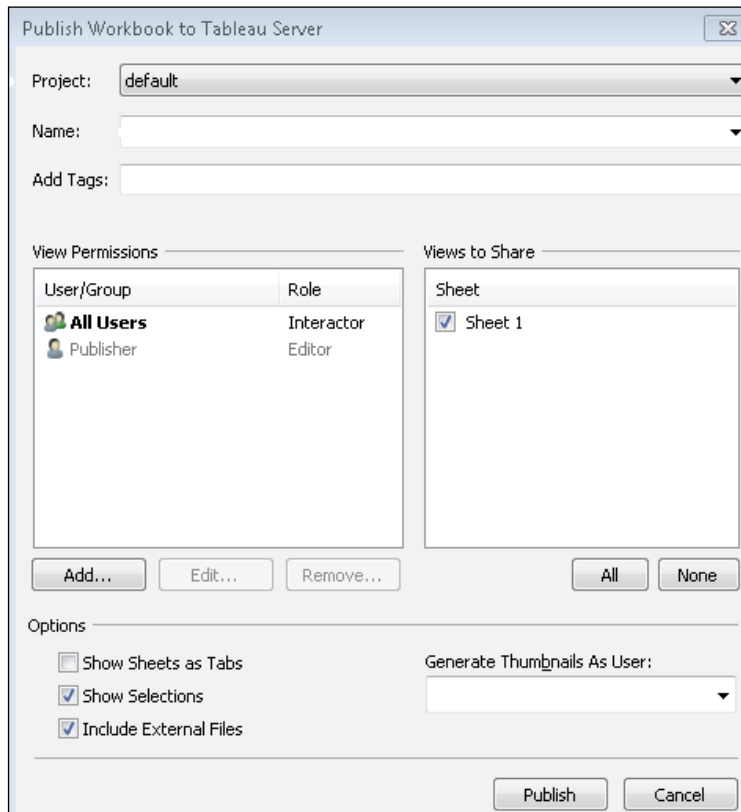 Publish Workbook to Tableau Server
Project: default
Name:
Add Tags:
View Permissions
User/Group Role
All Users Interactor
Publisher Editor
Add... Edit... Remove...
Views to Share
Sheet
Sheet 1
All None
Options
Show Sheets as Tabs
Show Selections
Include External Files
Generate Thumbnails As User:
Publish Cancel